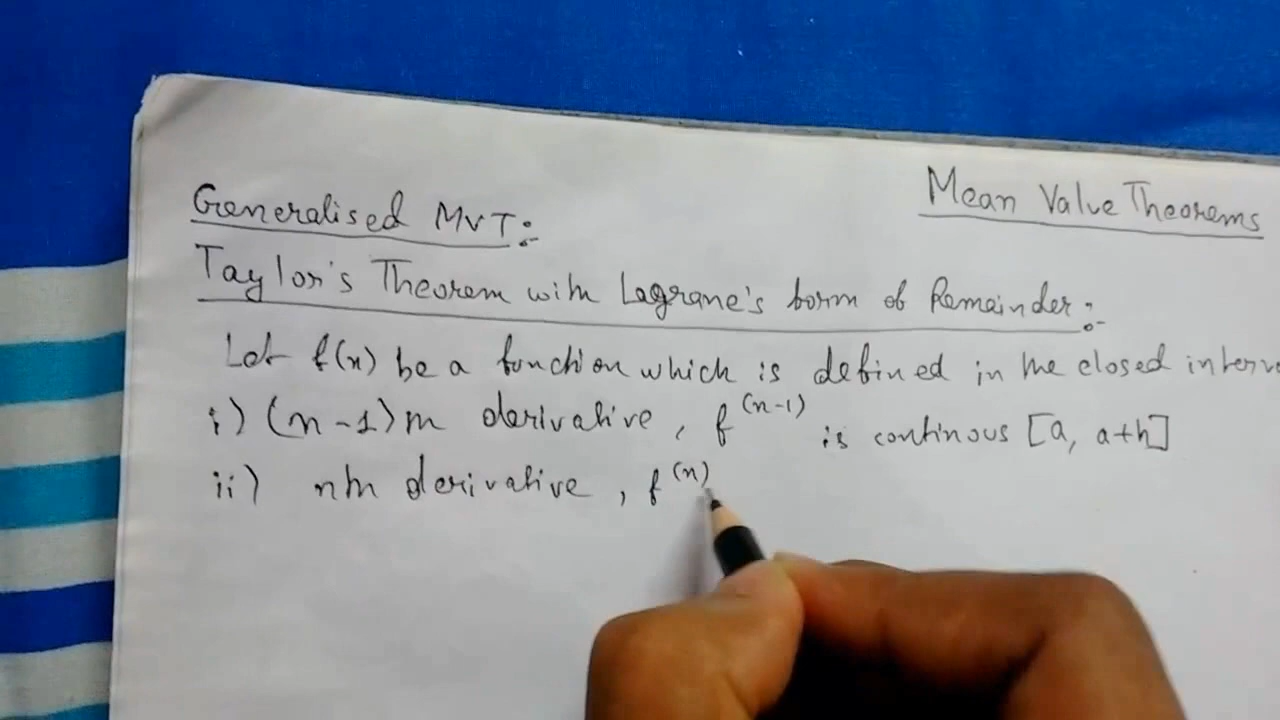 Mean Value Theorems
Generalised MVT:-
Taylor's Theorem with Lagrane's form of Remainder:-
Let f(x) be a function which is defined in the closed interv
i) (n-1)th derivative, f^(n-1) is continous [a, a+h]
ii) nth derivative, f^(n)